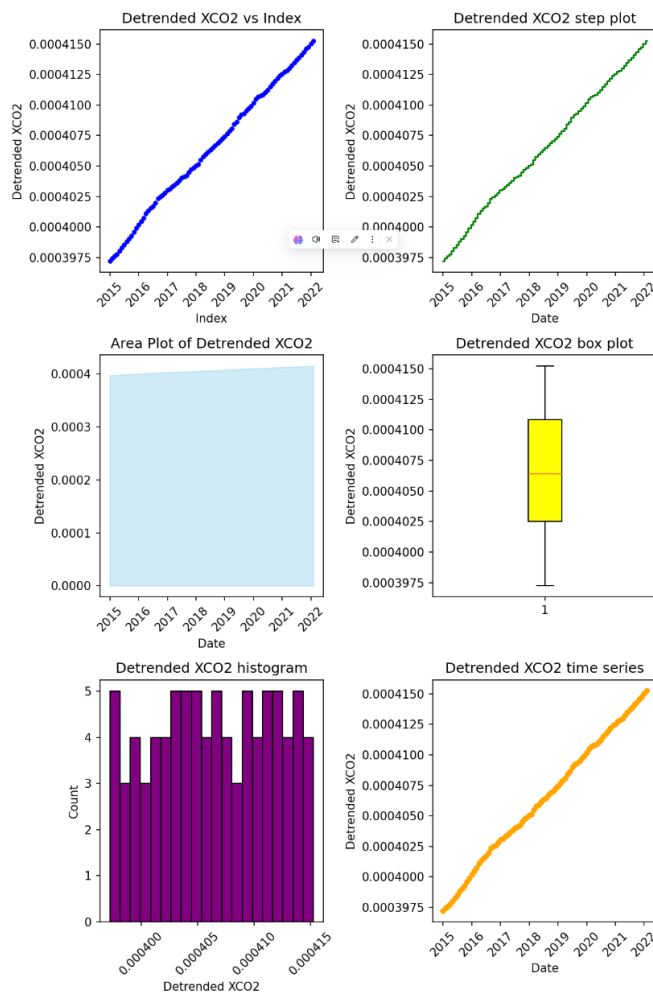 Detrended XCO2 vs Index
Detrended XCO2
0.0004150
0.0004125
0.0004100
0.0004075
0.0004050
0.0004025
0.0004000
0.0003975
2015 2016 2017 2018 2019 2020 2021 2022
Index
Detrended XCO2 step plot
Detrended XCO2
0.0004150
0.0004125
0.0004100
0.0004075
0.0004050
0.0004025
0.0004000
0.0003975
2015 2016 2017 2018 2019 2020 2021 2022
Date
Area Plot of Detrended XCO2
Detrended XCO2
0.0004
0.0003
0.0002
0.0001
0.0000
2015 2016 2017 2018 2019 2020 2021 2022
Date
Detrended XCO2 box plot
Detrended XCO2
0.0004150
0.0004125
0.0004100
0.0004075
0.0004050
0.0004025
0.0004000
0.0003975
1
Detrended XCO2 histogram
Count
5
4
3
2
1
0
0.000400 0.000405 0.000410 0.000415
Detrended XCO2
Detrended XCO2 time series
Detrended XCO2
0.0004150
0.0004125
0.0004100
0.0004075
0.0004050
0.0004025
0.0004000
0.0003975
2015 2016 2017 2018 2019 2020 2021 2022
Date